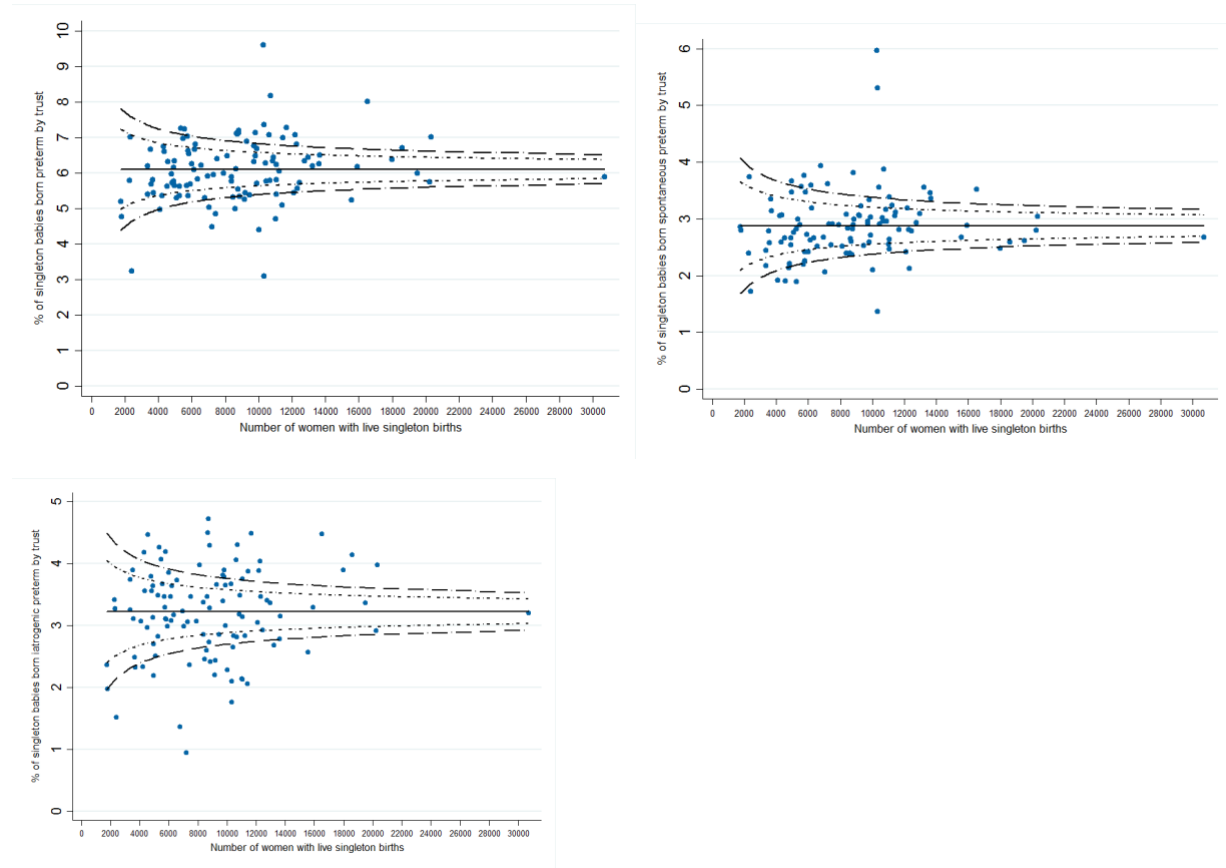 % of singleton babies born preterm by trust
10
9
8
7
6
5
4
3
2
1
0
0 2000 4000 6000 8000 10000 12000 14000 16000 18000 20000 22000 24000 26000 28000 30000
Number of women with live singleton births
% of singleton babies born spontaneous preterm by trust
6
5
4
3
2
1
0
0 2000 4000 6000 8000 10000 12000 14000 16000 18000 20000 22000 24000 26000 28000 30000
Number of women with live singleton births
% of singleton babies born iatrogenic preterm by trust
5
4
3
2
1
0
0 2000 4000 6000 8000 10000 12000 14000 16000 18000 20000 22000 24000 26000 28000 30000
Number of women with live singleton births